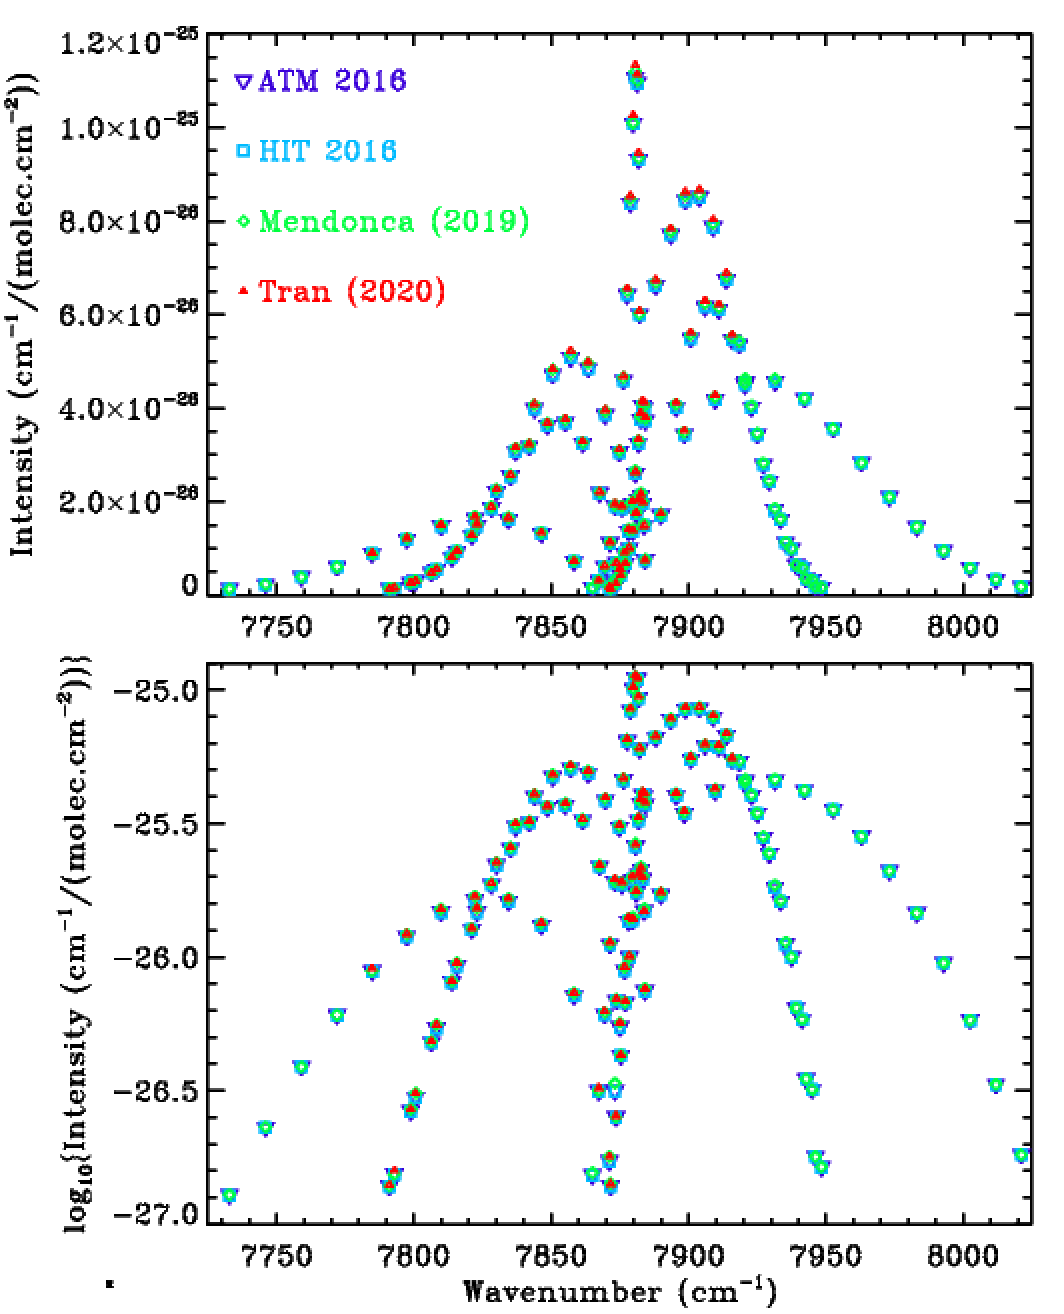 1.2×10⁻²⁵
1.0×10⁻²⁵
8.0×10⁻²⁶
6.0×10⁻²⁶
4.0×10⁻²⁶
2.0×10⁻²⁶
0
Intensity (cm⁻¹/(molec.cm⁻²))
ATM 2016
HIT 2016
Mendonca (2019)
Tran (2020)
7750 7800 7850 7900 7950 8000
−25.0
−25.5
−26.0
−26.5
−27.0
log₁₀{Intensity (cm⁻¹/(molec.cm⁻²))}
7750 7800 7850 7900 7950 8000
Wavenumber (cm⁻¹)